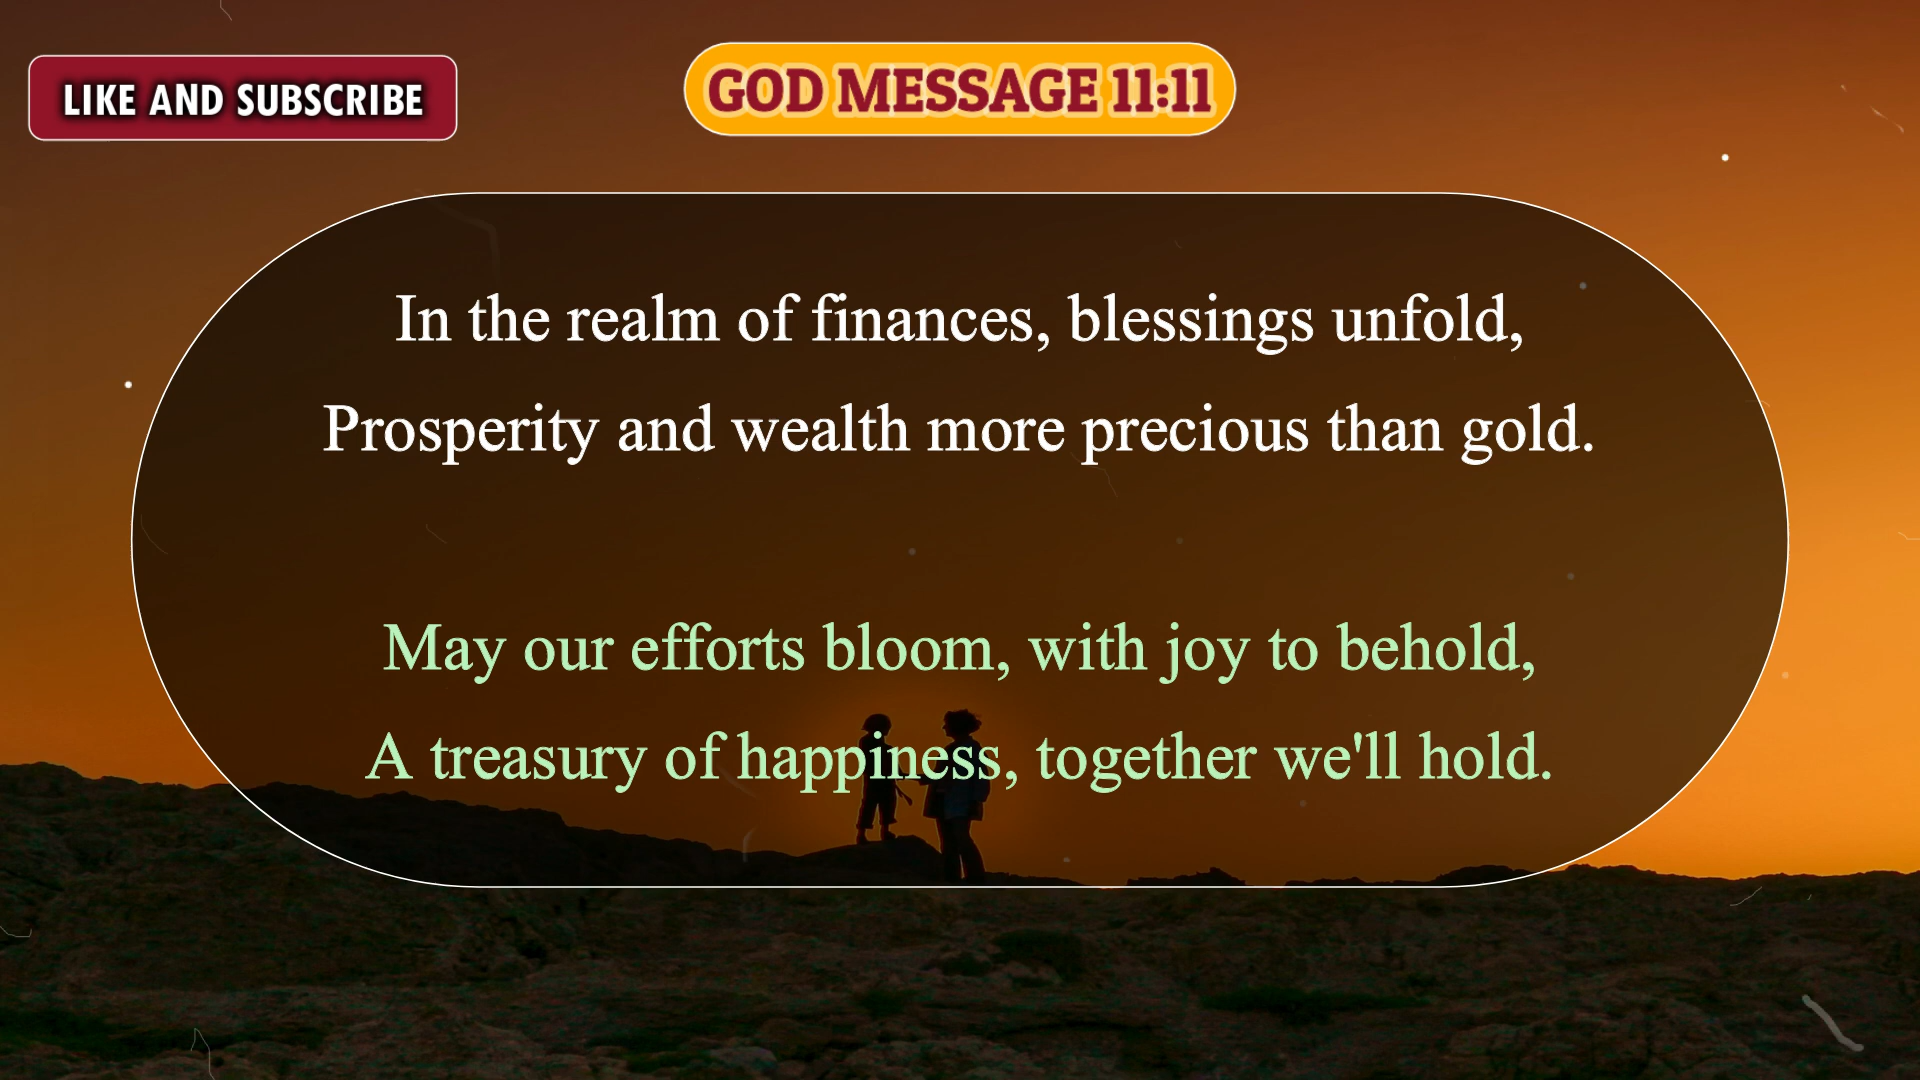 LIKE AND SUBSCRIBE
GOD MESSAGE 11:11
In the realm of finances, blessings unfold,
Prosperity and wealth more precious than gold.
May our efforts bloom, with joy to behold,
A treasury of happiness, together we'll hold.